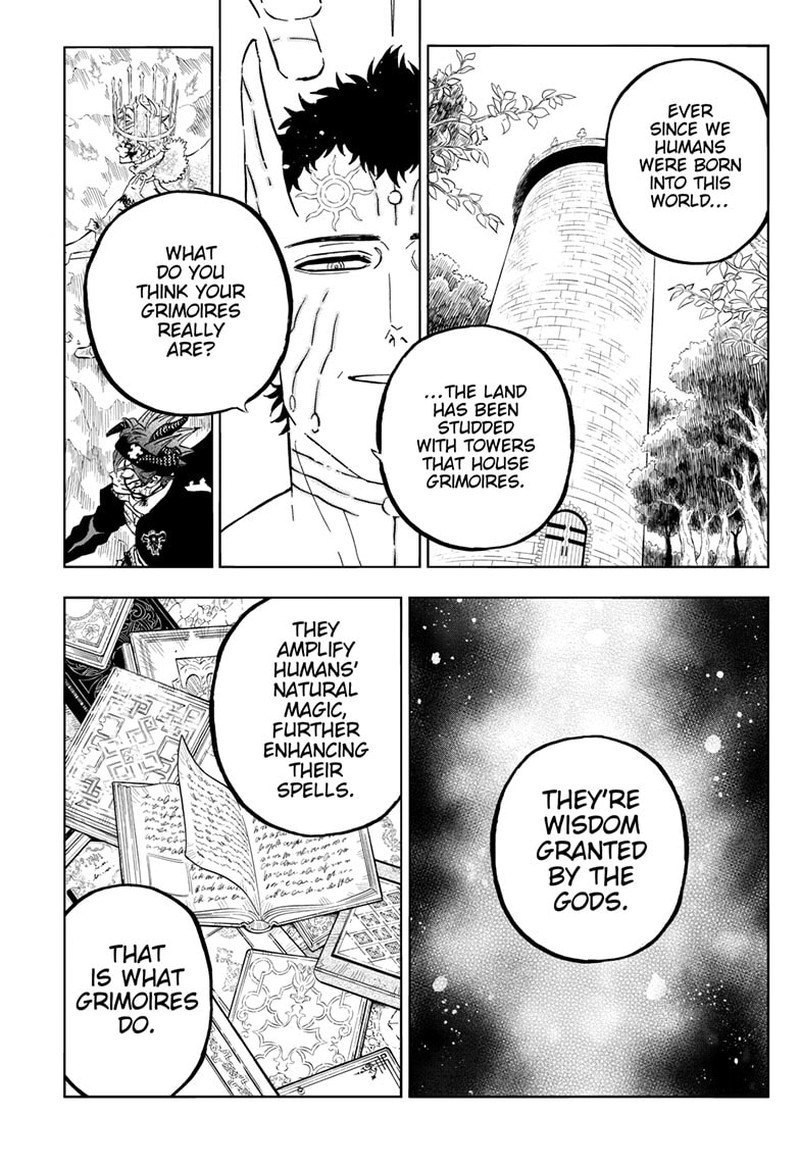 EVER
SINCE WE
HUMANS
WERE BORN
INTO THIS
WORLD...
...THE LAND
HAS BEEN
STUDDED
WITH TOWERS
THAT HOUSE
GRIMOIRES.
WHAT
DO YOU
THINK YOUR
GRIMOIRES
REALLY
ARE?
THEY'RE
WISDOM
GRANTED
BY THE
GODS.
THEY
AMPLIFY
HUMANS'
NATURAL
MAGIC,
FURTHER
ENHANCING
THEIR
SPELLS.
THAT
IS WHAT
GRIMOIRES
DO.